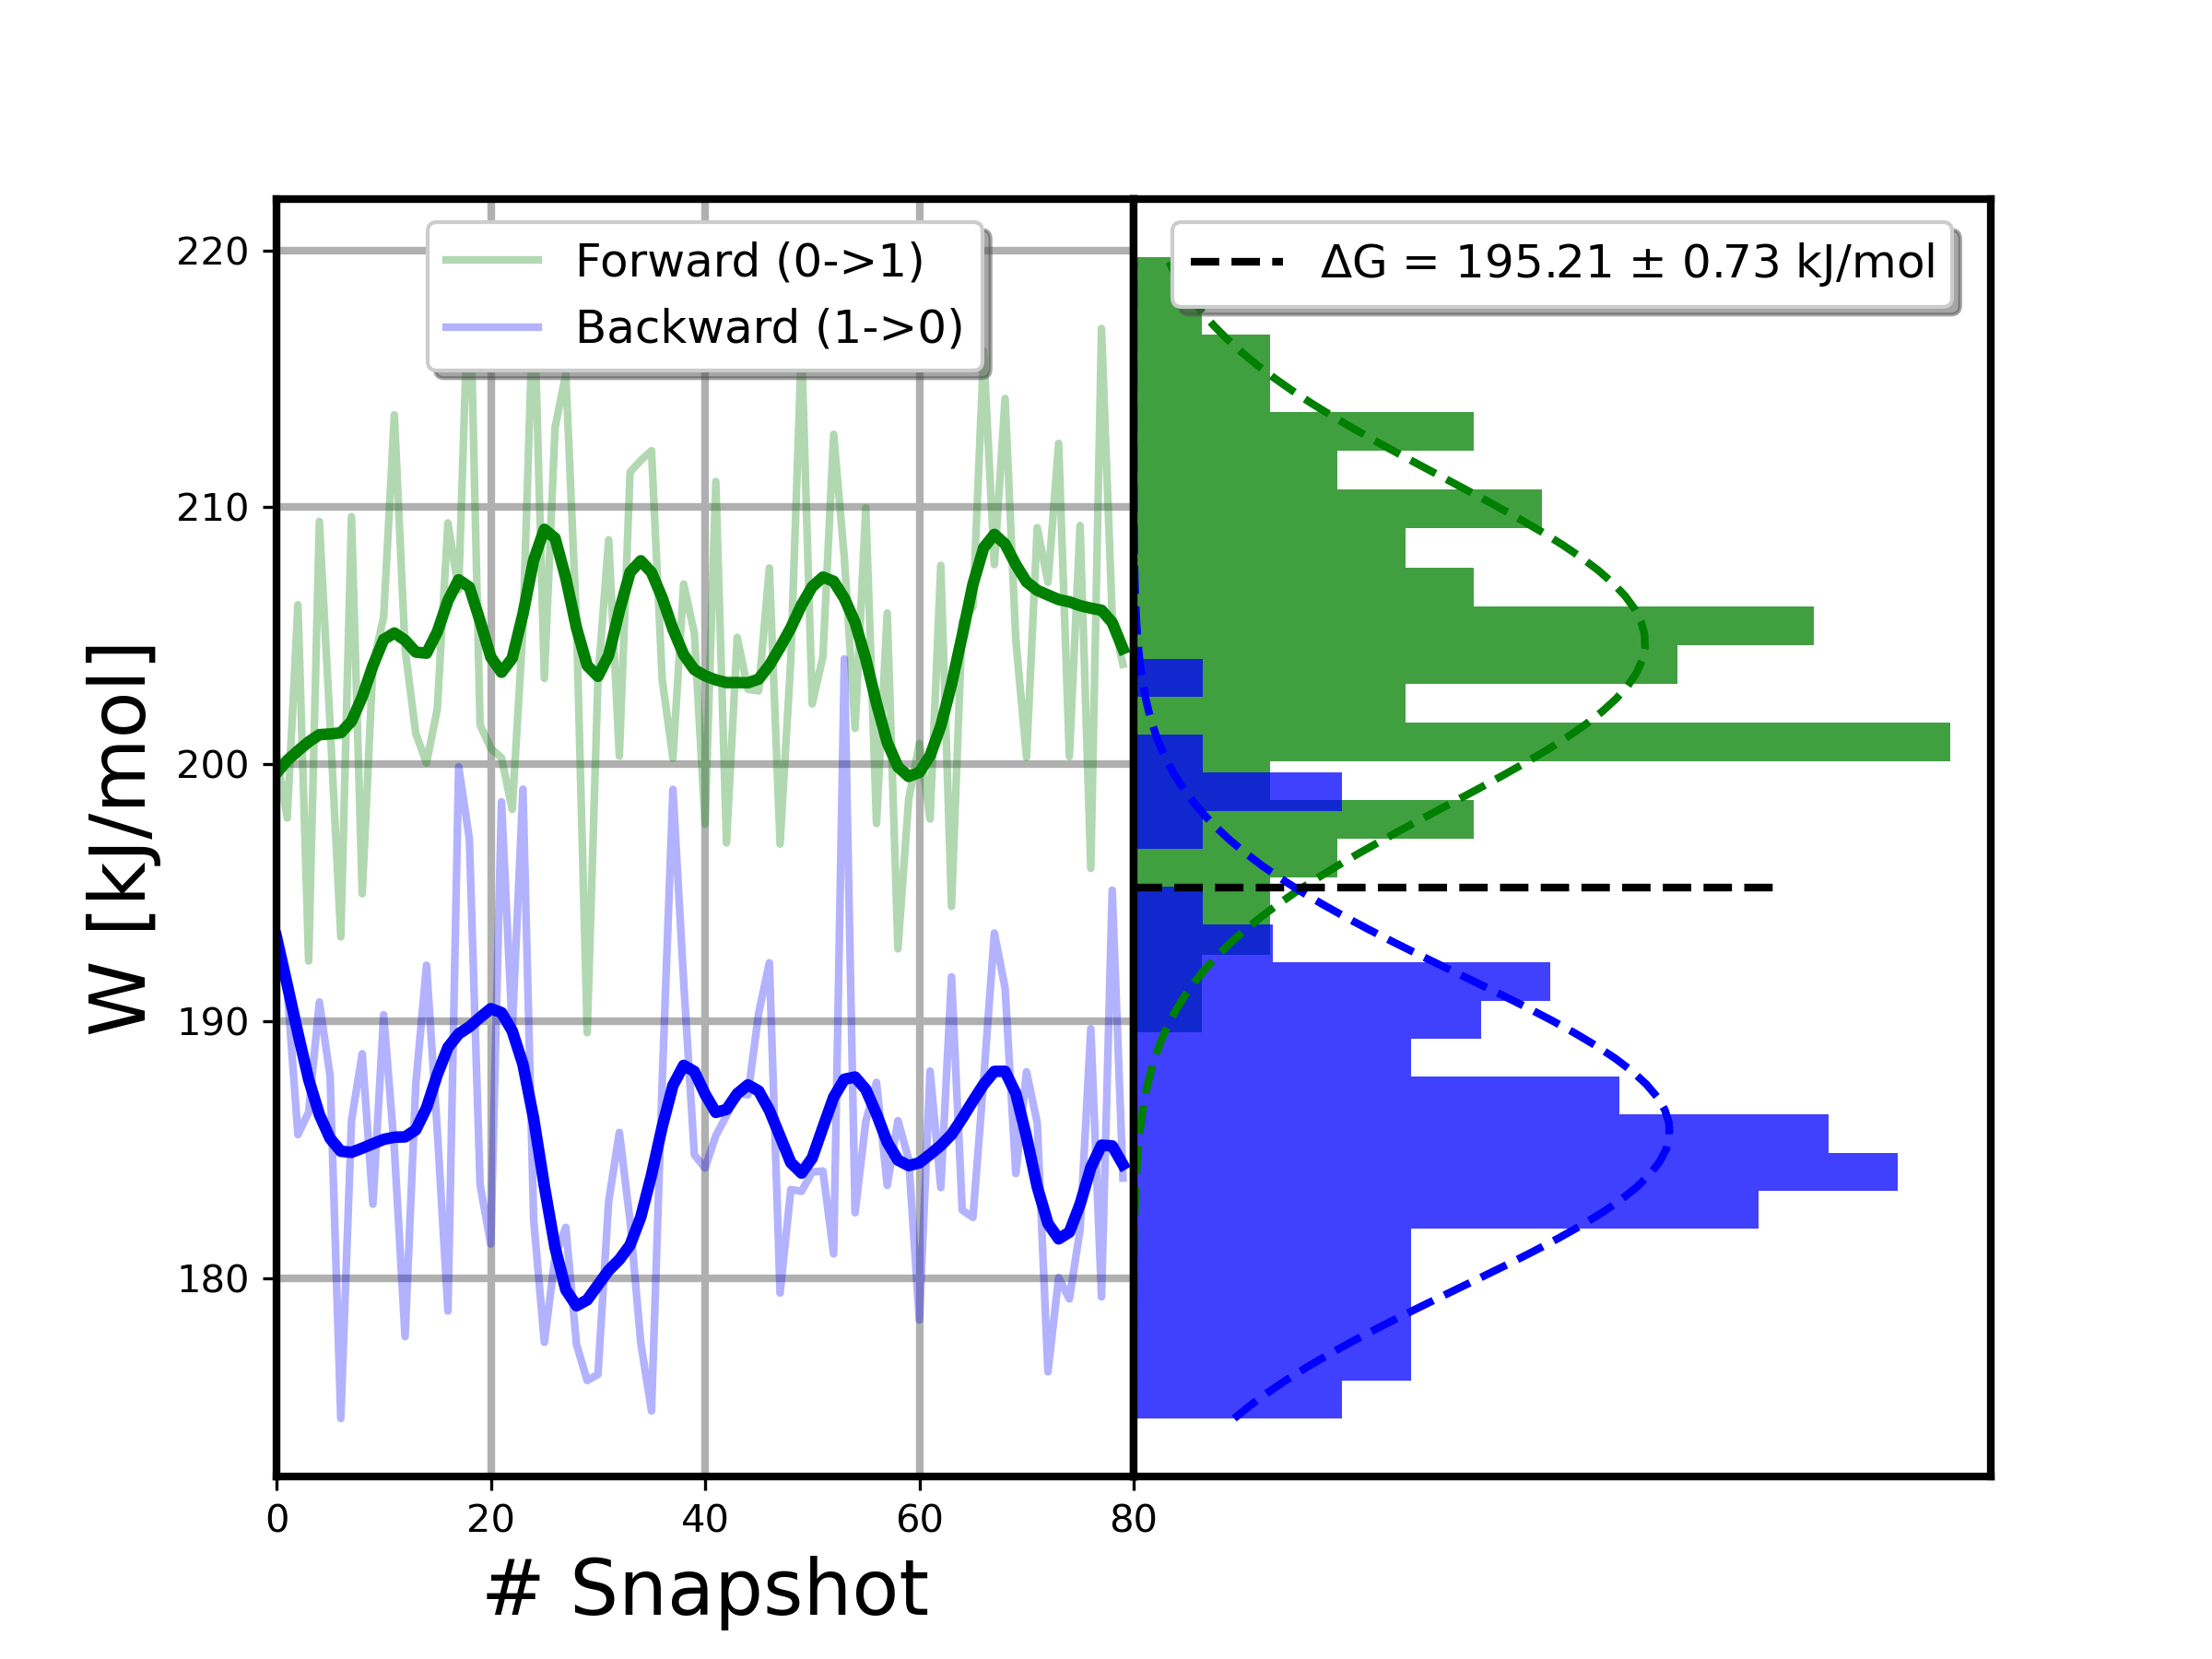 Forward (0->1)
Backward (1->0)
ΔG = 195.21 ± 0.73 kJ/mol
220
210
200
190
180
W [kJ/mol]
0
20
40
60
80
# Snapshot